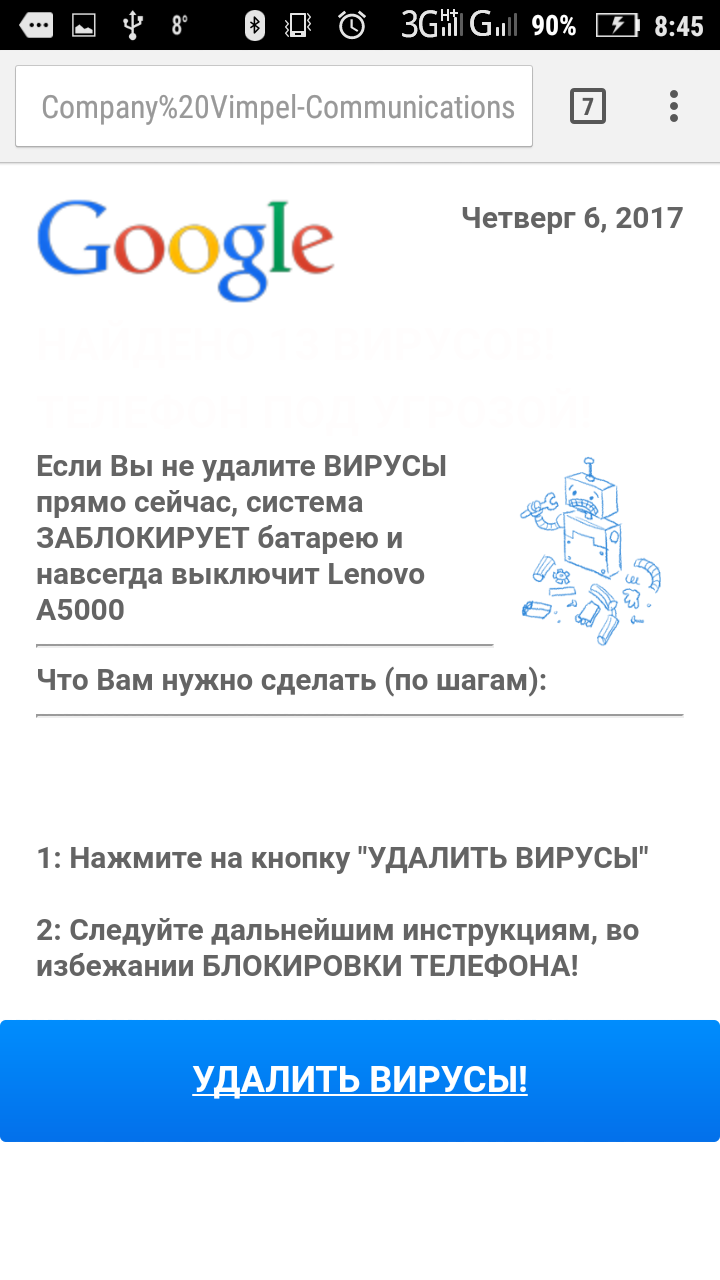 8°
3G H+ G 90% 8:45
Company%20Vimpel-Communications
7
Google
Четверг 6, 2017
Если Вы не удалите ВИРУСЫ
прямо сейчас, система
ЗАБЛОКИРУЕТ батарею и
навсегда выключит Lenovo
A5000
Что Вам нужно сделать (по шагам):
1: Нажмите на кнопку "УДАЛИТЬ ВИРУСЫ"
2: Следуйте дальнейшим инструкциям, во
избежании БЛОКИРОВКИ ТЕЛЕФОНА!
УДАЛИТЬ ВИРУСЫ!